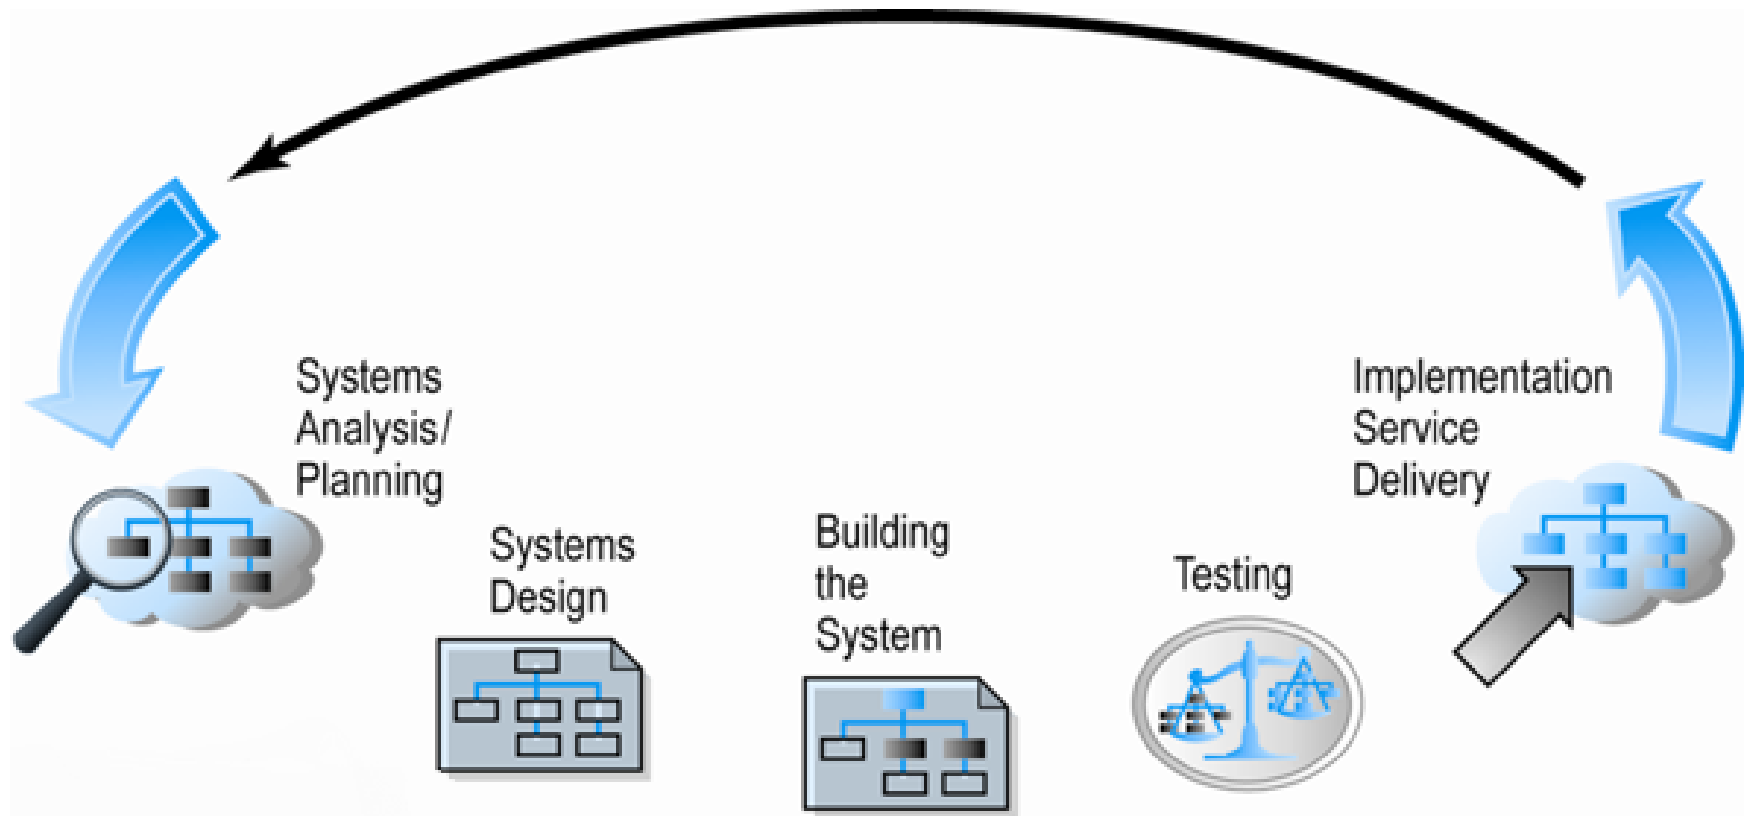 Systems
Analysis/
Planning
Systems
Design
Building
the
System
Testing
Implementation
Service
Delivery